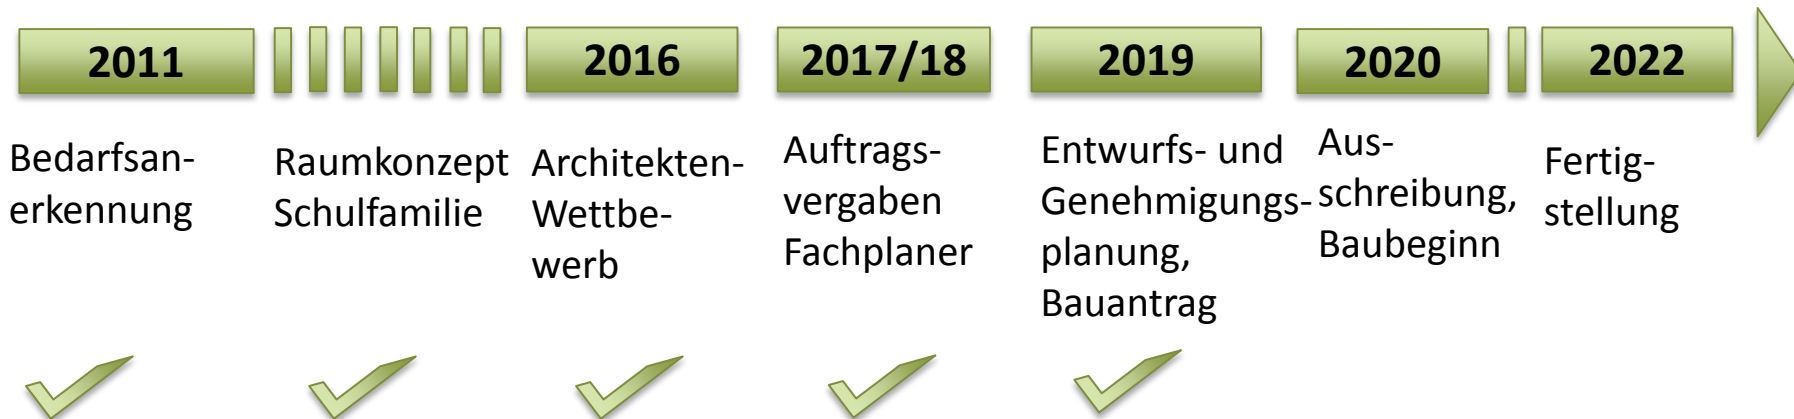 2011
2016
2017/18
2019
2020
2022
Bedarfsan-
erkennung
Raumkonzept
Schulfamilie
Architekten-
Wettbe-
werb
Auftrags-
vergaben
Fachplaner
Entwurfs- und
Genehmigungs-
planung,
Bauantrag
Aus-
schreibung,
Baubeginn
Fertig-
stellung